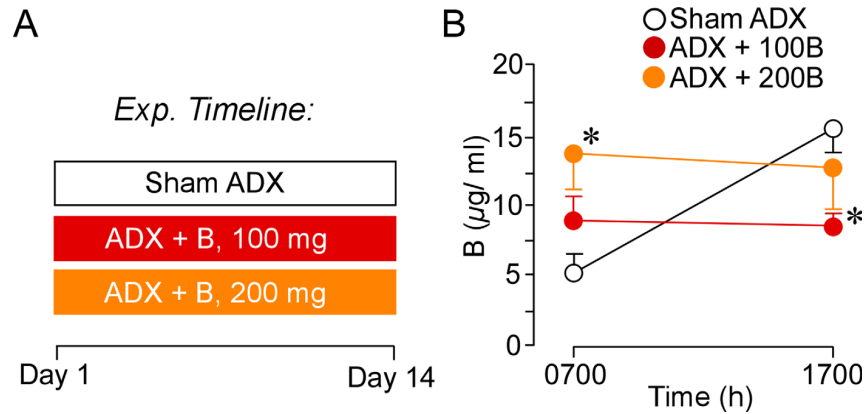 A
Exp. Timeline:
Sham ADX
ADX + B, 100 mg
ADX + B, 200 mg
Day 1
Day 14
B
Sham ADX
ADX + 100B
ADX + 200B
B (µg/ ml)
20
15
10
5
0
*
*
0700
1700
Time (h)